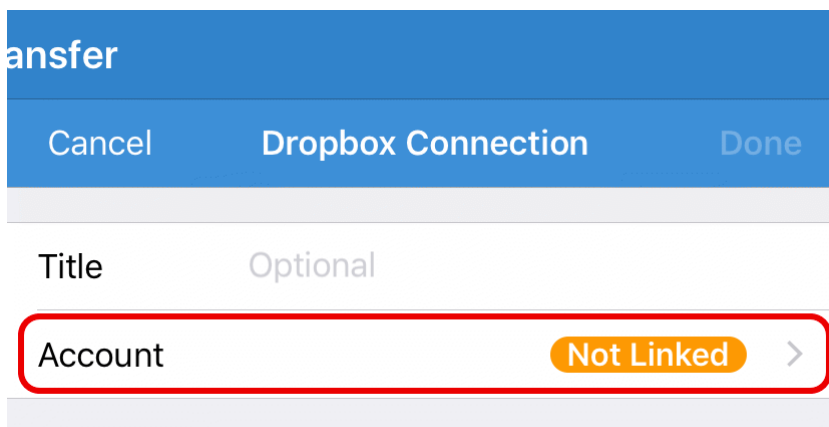 ansfer
Cancel Dropbox Connection Done
Title Optional
Account Not Linked